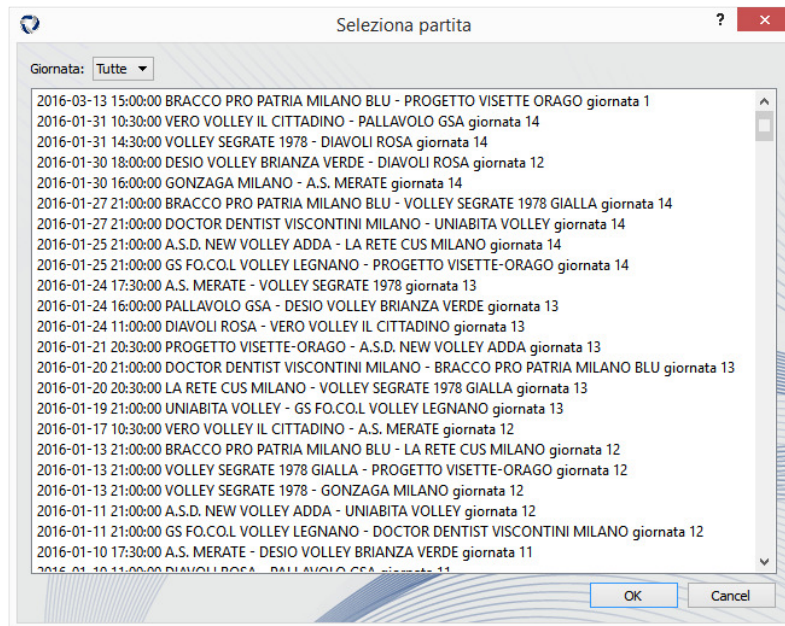 Seleziona partita
?
×
Giornata: Tutte
2016-03-13 15:00:00 BRACCO PRO PATRIA MILANO BLU - PROGETTO VISETTE ORAGO giornata 1
2016-01-31 10:30:00 VERO VOLLEY IL CITTADINO - PALLAVOLO GSA giornata 14
2016-01-31 14:30:00 VOLLEY SEGRATE 1978 - DIAVOLI ROSA giornata 14
2016-01-30 18:00:00 DESIO VOLLEY BRIANZA VERDE - DIAVOLI ROSA giornata 12
2016-01-30 16:00:00 GONZAGA MILANO - A.S. MERATE giornata 14
2016-01-27 21:00:00 BRACCO PRO PATRIA MILANO BLU - VOLLEY SEGRATE 1978 GIALLA giornata 14
2016-01-27 21:00:00 DOCTOR DENTIST VISCONTINI MILANO - UNIABITA VOLLEY giornata 14
2016-01-25 21:00:00 A.S.D. NEW VOLLEY ADDA - LA RETE CUS MILANO giornata 14
2016-01-25 21:00:00 GS FO.CO.L VOLLEY LEGNANO - PROGETTO VISETTE-ORAGO giornata 14
2016-01-24 17:30:00 A.S. MERATE - VOLLEY SEGRATE 1978 giornata 13
2016-01-24 16:00:00 PALLAVOLO GSA - DESIO VOLLEY BRIANZA VERDE giornata 13
2016-01-24 11:00:00 DIAVOLI ROSA - VERO VOLLEY IL CITTADINO giornata 13
2016-01-21 20:30:00 PROGETTO VISETTE-ORAGO - A.S.D. NEW VOLLEY ADDA giornata 13
2016-01-20 21:00:00 DOCTOR DENTIST VISCONTINI MILANO - BRACCO PRO PATRIA MILANO BLU giornata 13
2016-01-20 20:30:00 LA RETE CUS MILANO - VOLLEY SEGRATE 1978 GIALLA giornata 13
2016-01-19 21:00:00 UNIABITA VOLLEY - GS FO.CO.L VOLLEY LEGNANO giornata 13
2016-01-17 10:30:00 VERO VOLLEY IL CITTADINO - A.S. MERATE giornata 12
2016-01-13 21:00:00 BRACCO PRO PATRIA MILANO BLU - LA RETE CUS MILANO giornata 12
2016-01-13 21:00:00 VOLLEY SEGRATE 1978 GIALLA - PROGETTO VISETTE-ORAGO giornata 12
2016-01-13 21:00:00 VOLLEY SEGRATE 1978 - GONZAGA MILANO giornata 12
2016-01-11 21:00:00 A.S.D. NEW VOLLEY ADDA - UNIABITA VOLLEY giornata 12
2016-01-11 21:00:00 GS FO.CO.L VOLLEY LEGNANO - DOCTOR DENTIST VISCONTINI MILANO giornata 12
2016-01-10 17:30:00 A.S. MERATE - DESIO VOLLEY BRIANZA VERDE giornata 11
2016-01-10 11:00:00 DIAVOLI ROSA - PALLAVOLO GSA giornata 11
OK Cancel